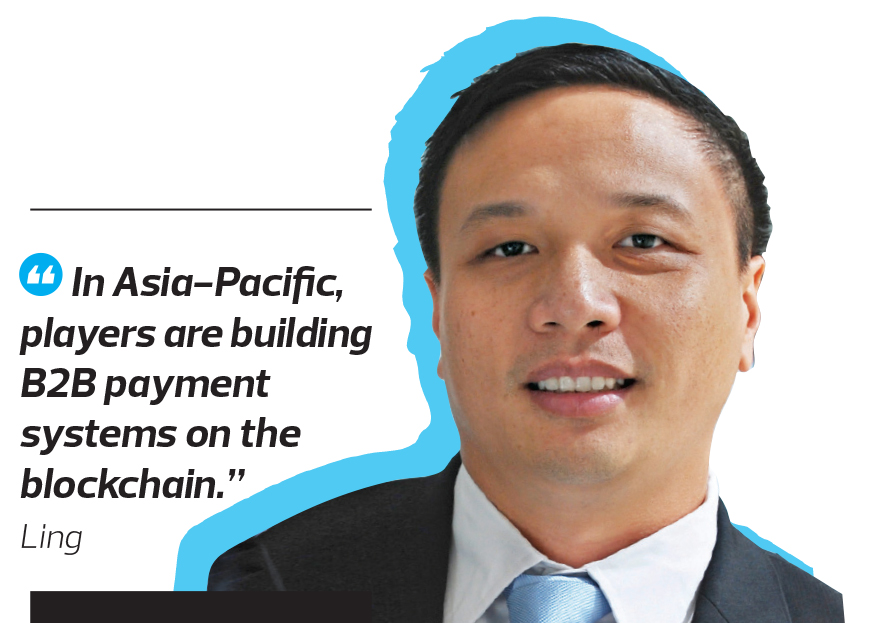 “ In Asia–Pacific,
players are building
B2B payment
systems on the
blockchain.”
Ling